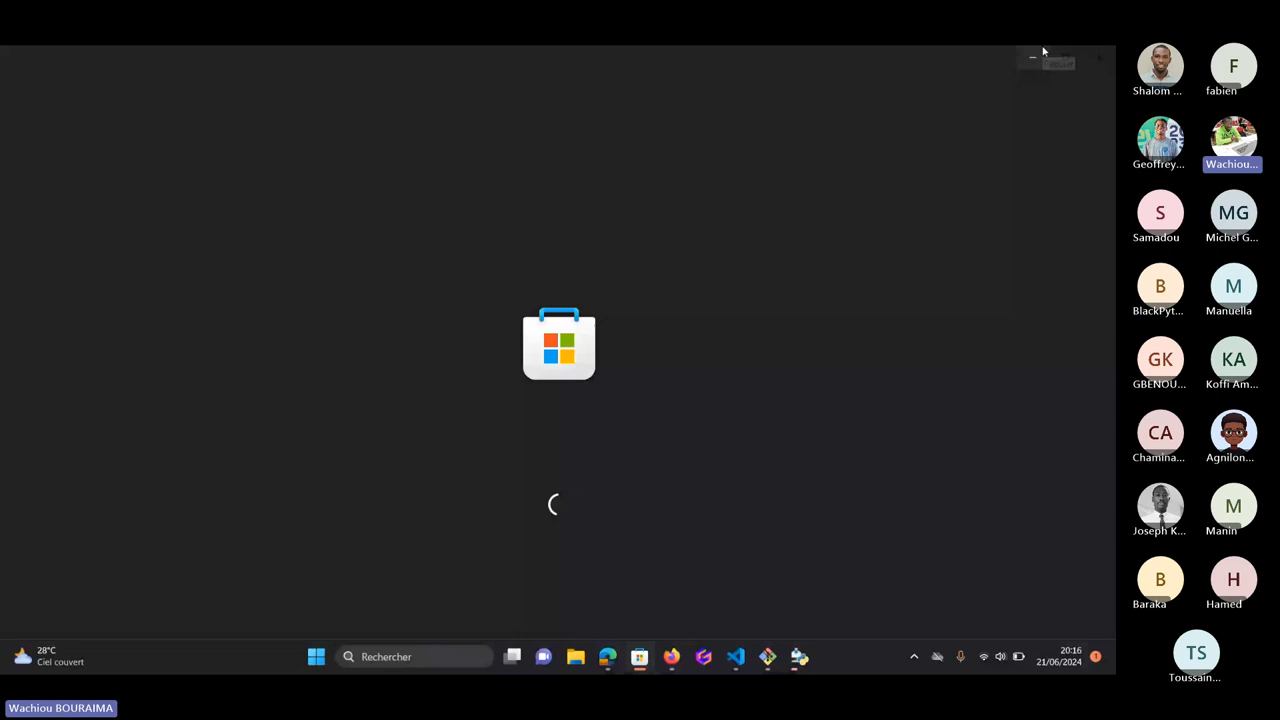 Shalom ...
F
fabien
Geoffrey...
Wachiou...
S
Samadou
MG
Michel G...
B
BlackPyt...
M
Manuella
GK
GBENOU...
KA
Koffi Am...
CA
Chamina...
Agnilon...
Joseph K...
M
Manin
B
Baraka
H
Hamed
TS
Toussain...
28°C
Ciel couvert
Rechercher
20:16
21/06/2024
1
Wachiou BOURAIMA